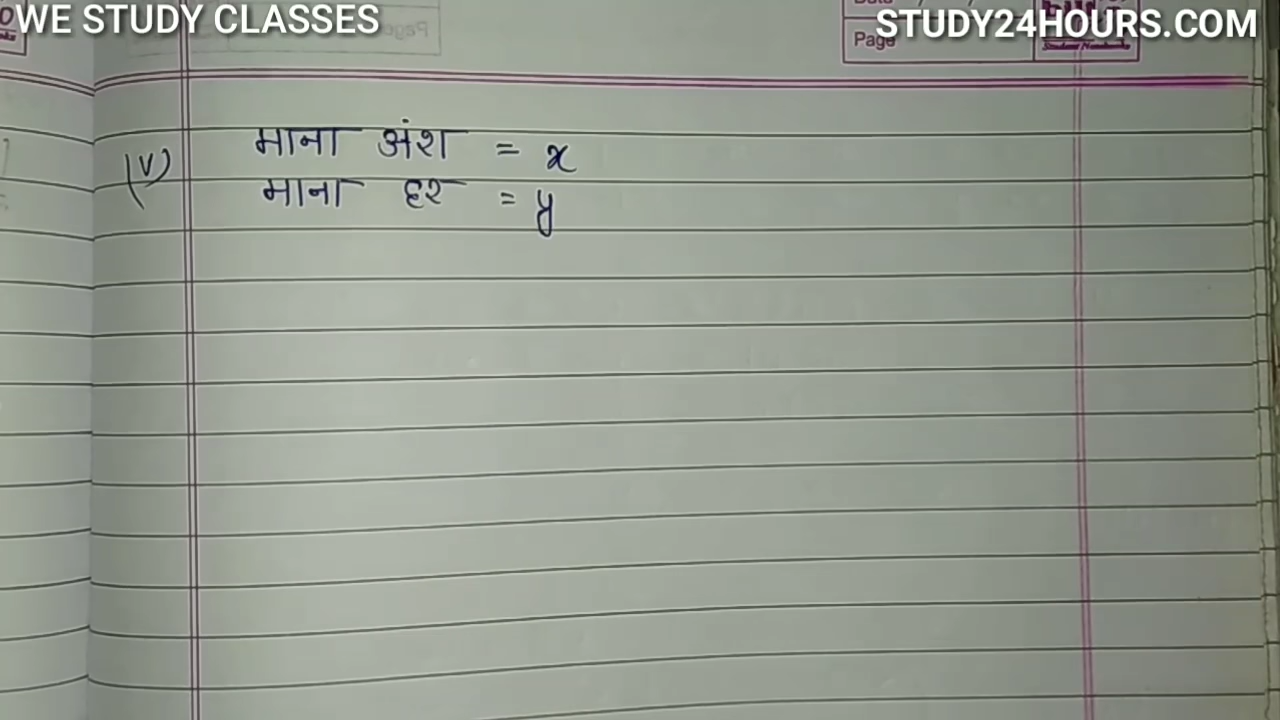 WE STUDY CLASSES
STUDY24HOURS.COM
Page
(v) माना अंश = x
माना हर = y